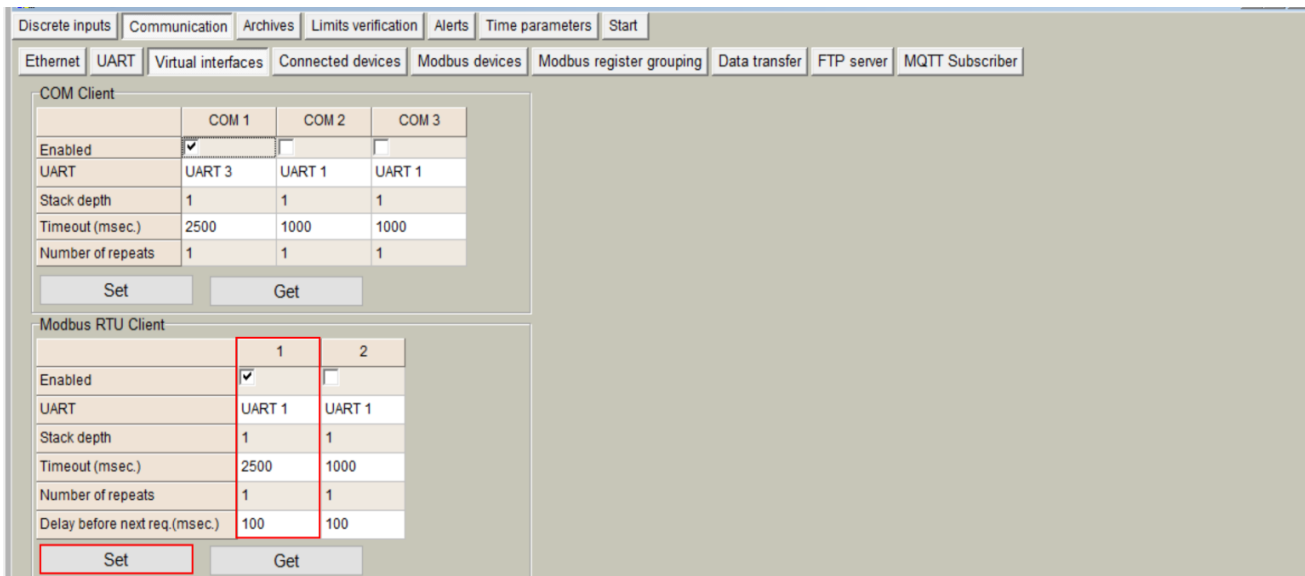 Discrete inputs Communication Archives Limits verification Alerts Time parameters Start
Ethernet UART Virtual interfaces Connected devices Modbus devices Modbus register grouping Data transfer FTP server MQTT Subscriber
COM Client
COM 1 COM 2 COM 3
Enabled
UART UART 3 UART 1 UART 1
Stack depth 1 1 1
Timeout (msec.) 2500 1000 1000
Number of repeats 1 1 1
Set Get
Modbus RTU Client
1 2
Enabled
UART UART 1 UART 1
Stack depth 1 1
Timeout (msec.) 2500 1000
Number of repeats 1 1
Delay before next req.(msec.) 100 100
Set Get